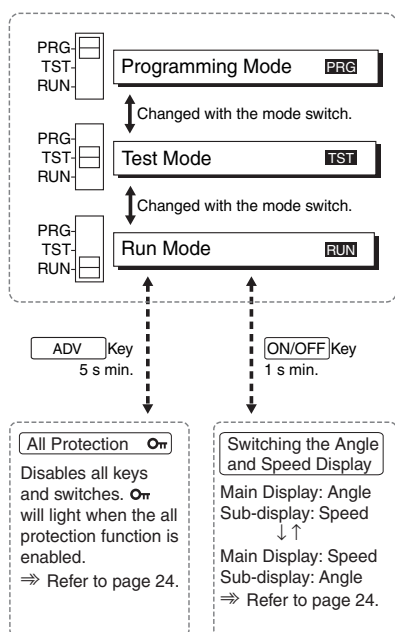 PRG
TST
RUN
Programming Mode PRG
Changed with the mode switch.
PRG
TST
RUN
Test Mode TST
Changed with the mode switch.
PRG
TST
RUN
Run Mode RUN
ADV Key
5 s min.
ON/OFF Key
1 s min.
All Protection
Disables all keys
and switches.
will light when the all
protection function is
enabled.
⇒ Refer to page 24.
Switching the Angle
and Speed Display
Main Display: Angle
Sub-display: Speed
↓↑
Main Display: Speed
Sub-display: Angle
⇒ Refer to page 24.